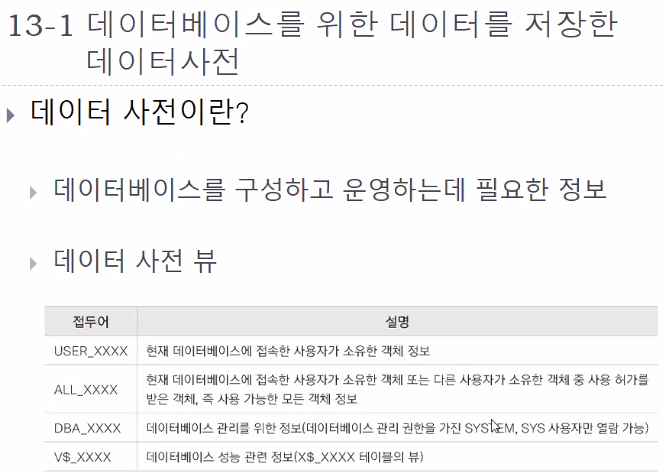 13-1 데이터베이스를 위한 데이터를 저장한
데이터사전
데이터 사전이란?
데이터베이스를 구성하고 운영하는데 필요한 정보
데이터 사전 뷰
접두어 설명
USER_XXXX 현재 데이터베이스에 접속한 사용자가 소유한 객체 정보
ALL_XXXX 현재 데이터베이스에 접속한 사용자가 소유한 객체 또는 다른 사용자가 소유한 객체 중 사용 허가를
받은 객체, 즉 사용 가능한 모든 객체 정보
DBA_XXXX 데이터베이스 관리를 위한 정보(데이터베이스 관리 권한을 가진 SYSTEM, SYS 사용자만 열람 가능)
V$_XXXX 데이터베이스 성능 관련 정보(X$_XXXX 테이블의 뷰)